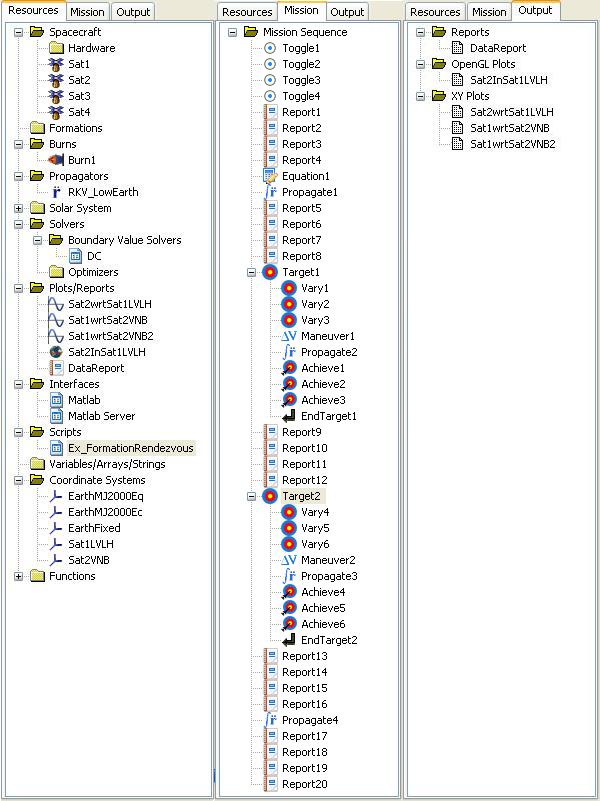 Resources Mission Output
Spacecraft
Hardware
Sat1
Sat2
Sat3
Sat4
Formations
Burns
Burn1
Propagators
RKV_LowEarth
Solar System
Solvers
Boundary Value Solvers
DC
Optimizers
Plots/Reports
Sat2wrtSat1LVLH
Sat1wrtSat2VNB
Sat1wrtSat2VNB2
Sat2InSat1LVLH
DataReport
Interfaces
Matlab
Matlab Server
Scripts
Ex_FormationRendezvous
Variables/Arrays/Strings
Coordinate Systems
EarthMJ2000Eq
EarthMJ2000Ec
EarthFixed
Sat1LVLH
Sat2VNB
Functions
Resources Mission Output
Mission Sequence
Toggle1
Toggle2
Toggle3
Toggle4
Report1
Report2
Report3
Report4
Equation1
Propagate1
Report5
Report6
Report7
Report8
Target1
Vary1
Vary2
Vary3
ΔV Maneuver1
Propagate2
Achieve1
Achieve2
Achieve3
EndTarget1
Report9
Report10
Report11
Report12
Target2
Vary4
Vary5
Vary6
ΔV Maneuver2
Propagate3
Achieve4
Achieve5
Achieve6
EndTarget2
Report13
Report14
Report15
Report16
Propagate4
Report17
Report18
Report19
Report20
Resources Mission Output
Reports
DataReport
OpenGL Plots
Sat2InSat1LVLH
XY Plots
Sat2wrtSat1LVLH
Sat1wrtSat2VNB
Sat1wrtSat2VNB2